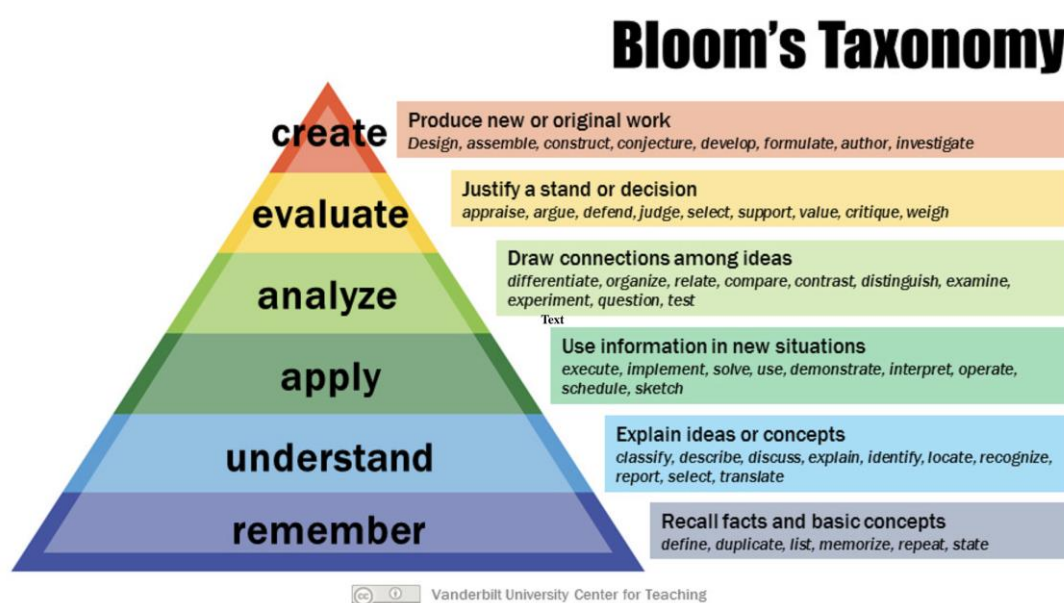 Bloom's Taxonomy
create
Produce new or original work
Design, assemble, construct, conjecture, develop, formulate, author, investigate
evaluate
Justify a stand or decision
appraise, argue, defend, judge, select, support, value, critique, weigh
analyze
Draw connections among ideas
differentiate, organize, relate, compare, contrast, distinguish, examine,
experiment, question, test
Text
apply
Use information in new situations
execute, implement, solve, use, demonstrate, interpret, operate,
schedule, sketch
understand
Explain ideas or concepts
classify, describe, discuss, explain, identify, locate, recognize,
report, select, translate
remember
Recall facts and basic concepts
define, duplicate, list, memorize, repeat, state
cc
Vanderbilt University Center for Teaching